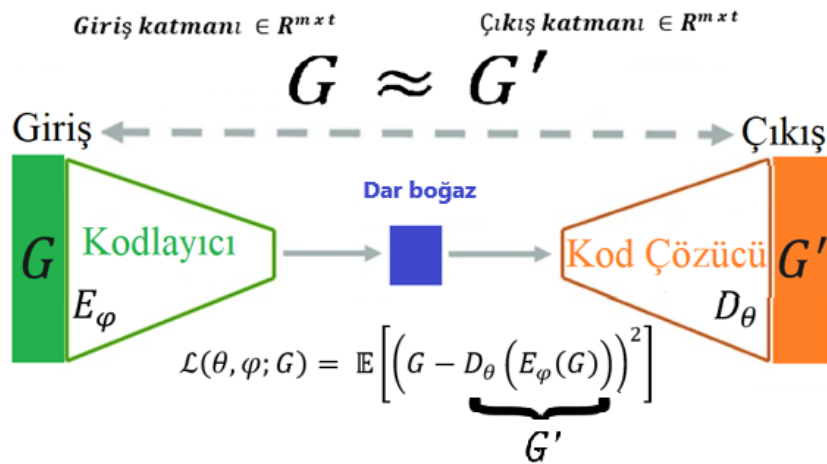 Giriş katmanı ∈ R^{m x t}
Çıkış katmanı ∈ R^{m x t}
G ≈ G′
Giriş
Çıkış
Dar boğaz
G
Kodlayıcı
E_φ
Kod Çözücü
D_θ
G′
ℒ(θ, φ; G) = 𝔼[(G − D_θ(E_φ(G)))^2]
G′